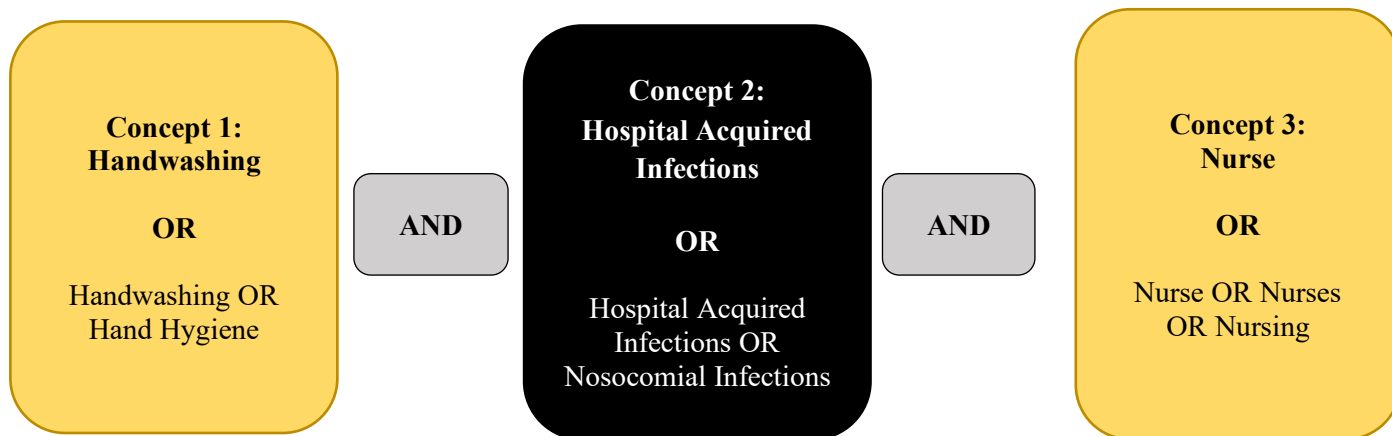 Concept 1:
Handwashing
OR
Handwashing OR
Hand Hygiene
AND
Concept 2:
Hospital Acquired
Infections
OR
Hospital Acquired
Infections OR
Nosocomial Infections
AND
Concept 3:
Nurse
OR
Nurse OR Nurses
OR Nursing